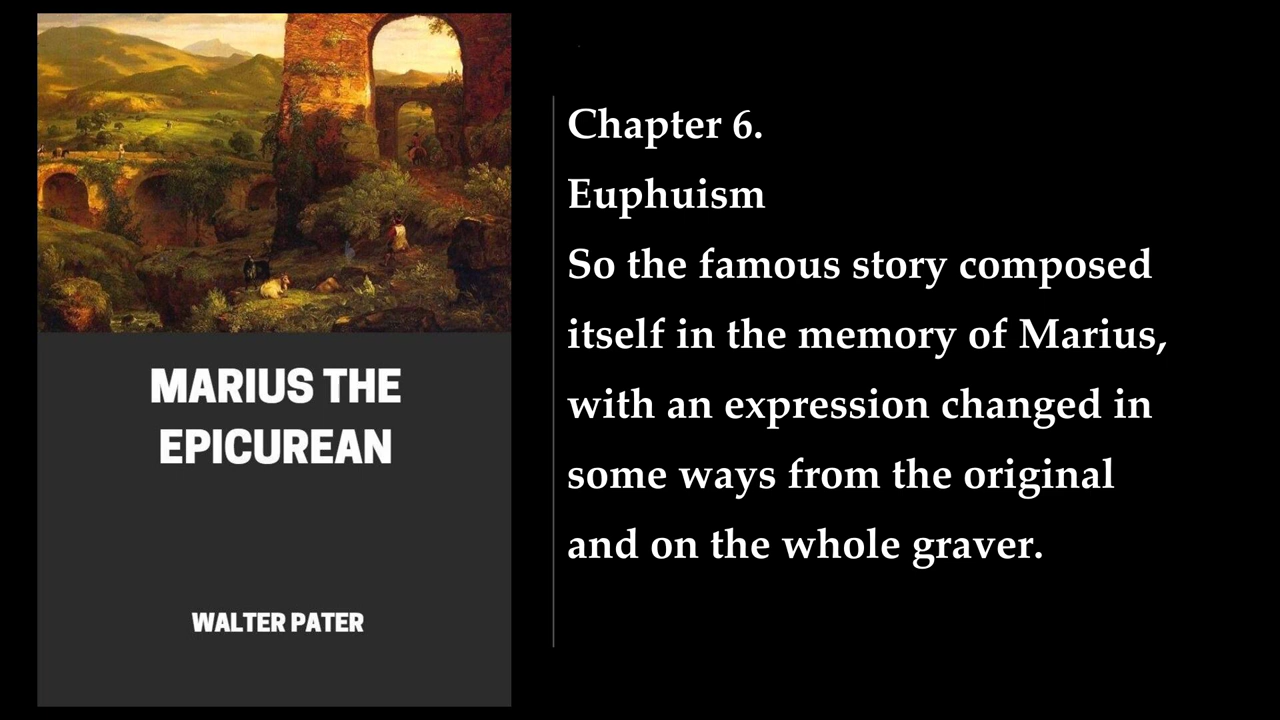 MARIUS THE
EPICUREAN
WALTER PATER
Chapter 6.
Euphuism
So the famous story composed
itself in the memory of Marius,
with an expression changed in
some ways from the original
and on the whole graver.